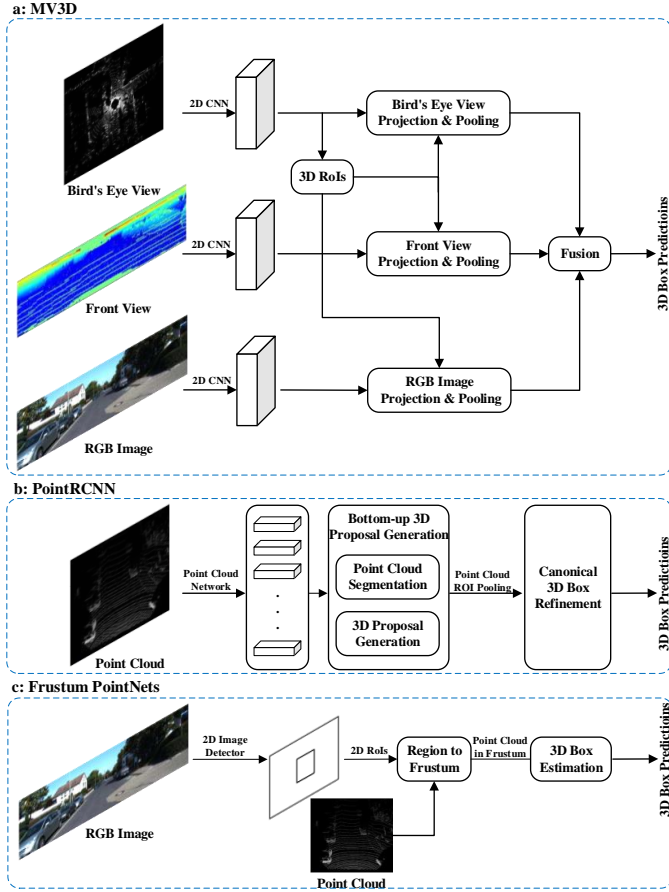 a: MV3D
2D CNN
Bird's Eye View
Projection & Pooling
Bird's Eye View
3D RoIs
2D CNN
Front View
Projection & Pooling
Fusion
3D Box Predictioins
Front View
2D CNN
RGB Image
Projection & Pooling
RGB Image
b: PointRCNN
Point Cloud
Network
.
.
.
Bottom-up 3D
Proposal Generation
Point Cloud
Segmentation
3D Proposal
Generation
Point Cloud
ROI Pooling
Canonical
3D Box
Refinement
3D Box Predictioins
Point Cloud
c: Frustum PointNets
2D Image
Detector
2D RoIs
Region to
Frustum
Point Cloud
in Frustum
3D Box
Estimation
3D Box Predictioins
RGB Image
Point Cloud